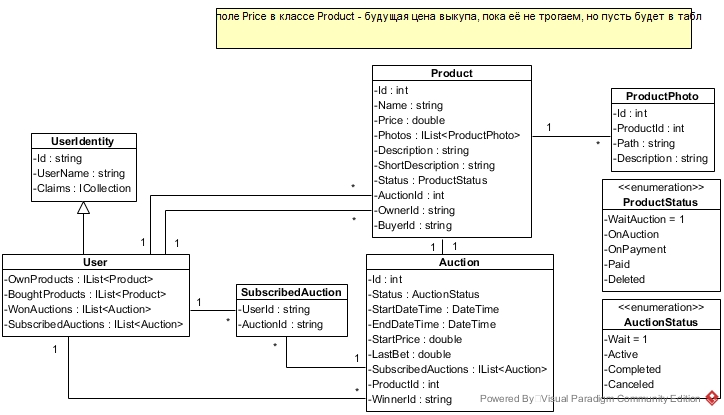 поле Price в классе Product - будущая цена выкупа, пока её не трогаем, но пусть будет в табл
Product
-Id : int
-Name : string
-Price : double
-Photos : IList<ProductPhoto>
-Description : string
-ShortDescription : string
-Status : ProductStatus
-AuctionId : int
-OwnerId : string
-BuyerId : string
ProductPhoto
-Id : int
-ProductId : int
-Path : string
-Description : string
1
*
UserIdentity
-Id : string
-UserName : string
-Claims : ICollection
<<enumeration>>
ProductStatus
-WaitAuction = 1
-OnAuction
-OnPayment
-Paid
-Deleted
*
*
1
1
1
1
User
-OwnProducts : IList<Product>
-BoughtProducts : IList<Product>
-WonAuctions : IList<Auction>
-SubscribedAuctions : IList<Auction>
1
*
SubscribedAuction
-UserId : string
-AuctionId : string
*
1
Auction
-Id : int
-Status : AuctionStatus
-StartDateTime : DateTime
-EndDateTime : DateTime
-StartPrice : double
-LastBet : double
-SubscribedAuctions : IList<Auction>
-ProductId : int
-WinnerId : string
<<enumeration>>
AuctionStatus
-Wait = 1
-Active
-Completed
-Canceled
1
*
Powered By Visual Paradigm Community Edition